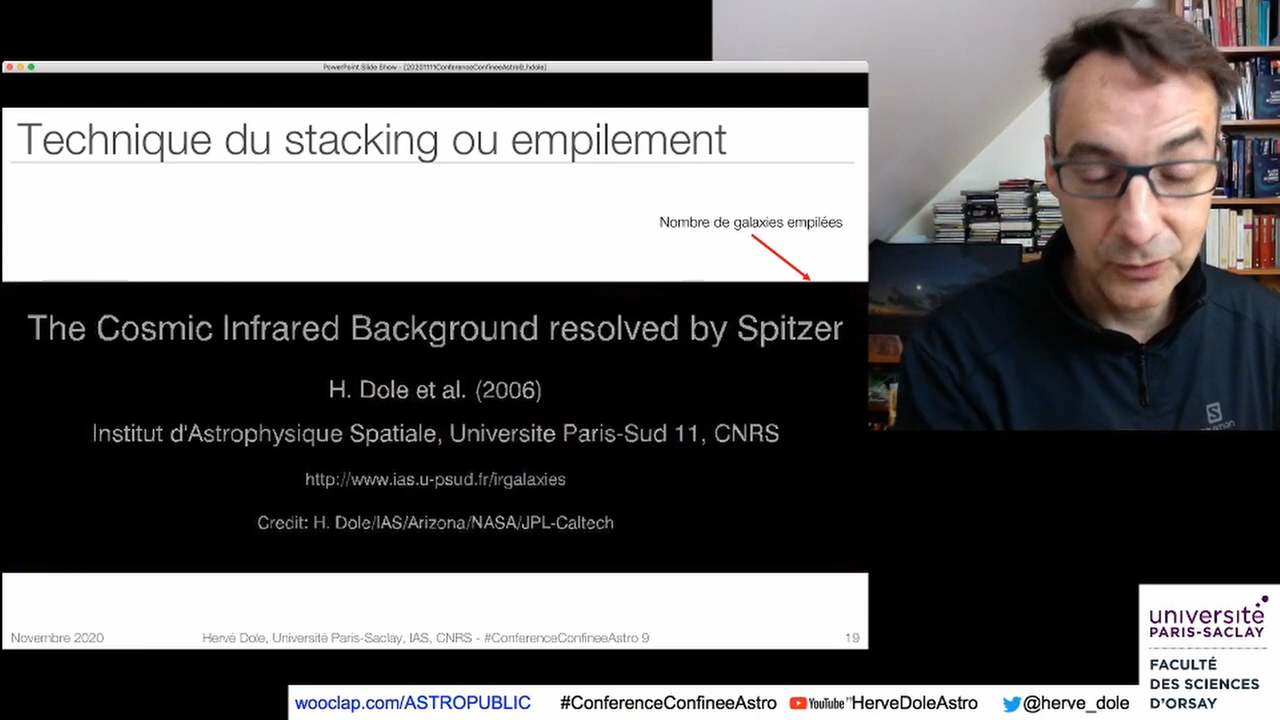 PowerPoint Slide Show - [20201111ConferenceConfineeAstro9_hdole]
Technique du stacking ou empilement
Nombre de galaxies empilées
The Cosmic Infrared Background resolved by Spitzer
H. Dole et al. (2006)
Institut d'Astrophysique Spatiale, Universite Paris-Sud 11, CNRS
http://www.ias.u-psud.fr/irgalaxies
Credit: H. Dole/IAS/Arizona/NASA/JPL-Caltech
Novembre 2020
Hervé Dole, Université Paris-Saclay, IAS, CNRS - #ConferenceConfineeAstro 9
19
université
PARIS-SACLAY
FACULTÉ
DES SCIENCES
D'ORSAY
wooclap.com/ASTROPUBLIC
#ConferenceConfineeAstro
YouTube HerveDoleAstro
@herve_dole